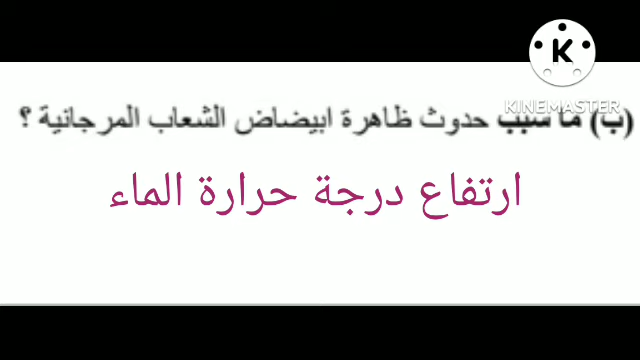 KINEMASTER
(ب) ما سبب حدوث ظاهرة ابيضاض الشعاب المرجانية ؟
ارتفاع درجة حرارة الماء